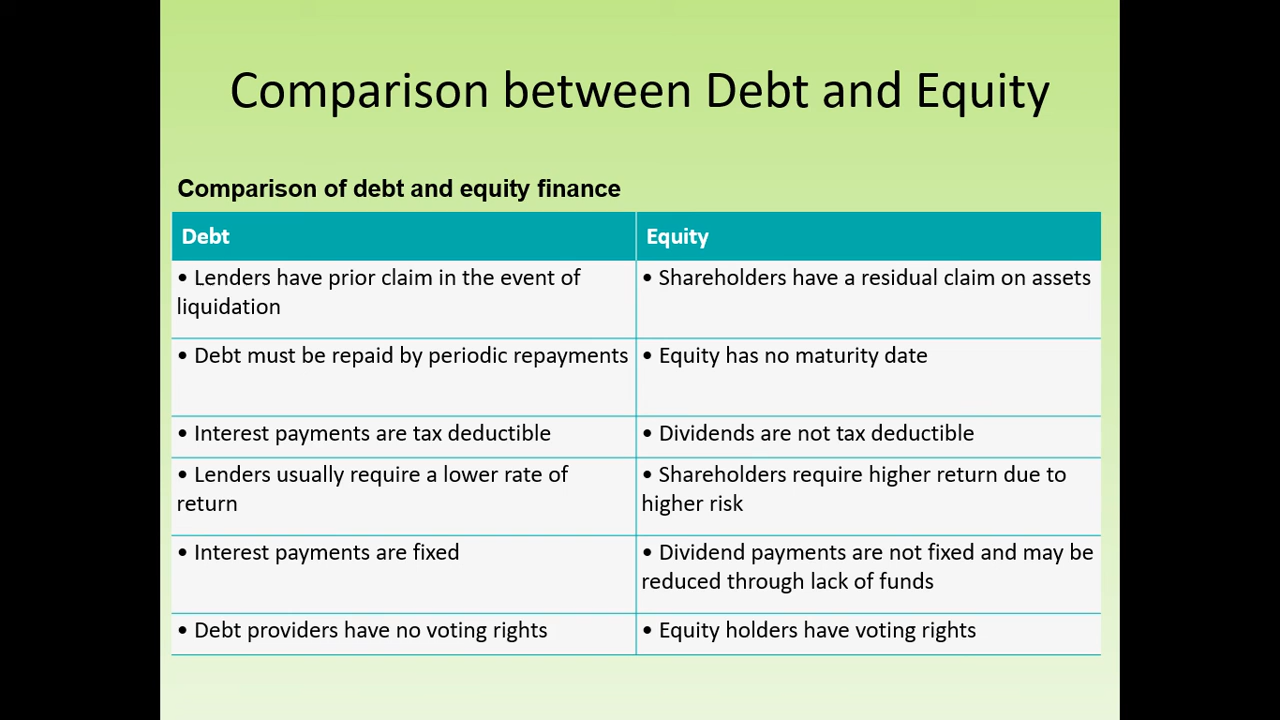 Comparison between Debt and Equity
Comparison of debt and equity finance
Debt
Equity
• Lenders have prior claim in the event of
liquidation
• Shareholders have a residual claim on assets
• Debt must be repaid by periodic repayments
• Equity has no maturity date
• Interest payments are tax deductible
• Dividends are not tax deductible
• Lenders usually require a lower rate of
return
• Shareholders require higher return due to
higher risk
• Interest payments are fixed
• Dividend payments are not fixed and may be
reduced through lack of funds
• Debt providers have no voting rights
• Equity holders have voting rights